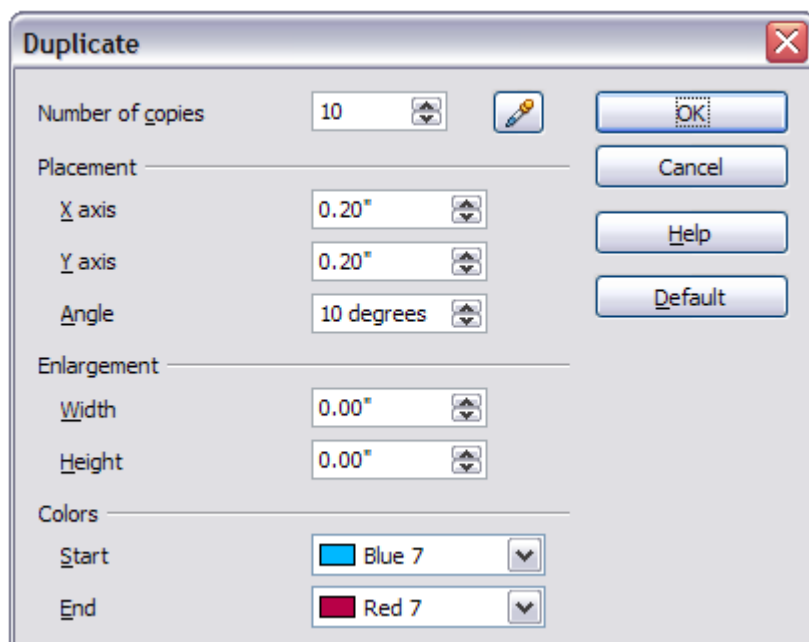 Duplicate
Number of copies 10 OK
Placement Cancel
X axis 0.20"
Help
Y axis 0.20"
Default
Angle 10 degrees
Enlargement
Width 0.00"
Height 0.00"
Colors
Start Blue 7
End Red 7